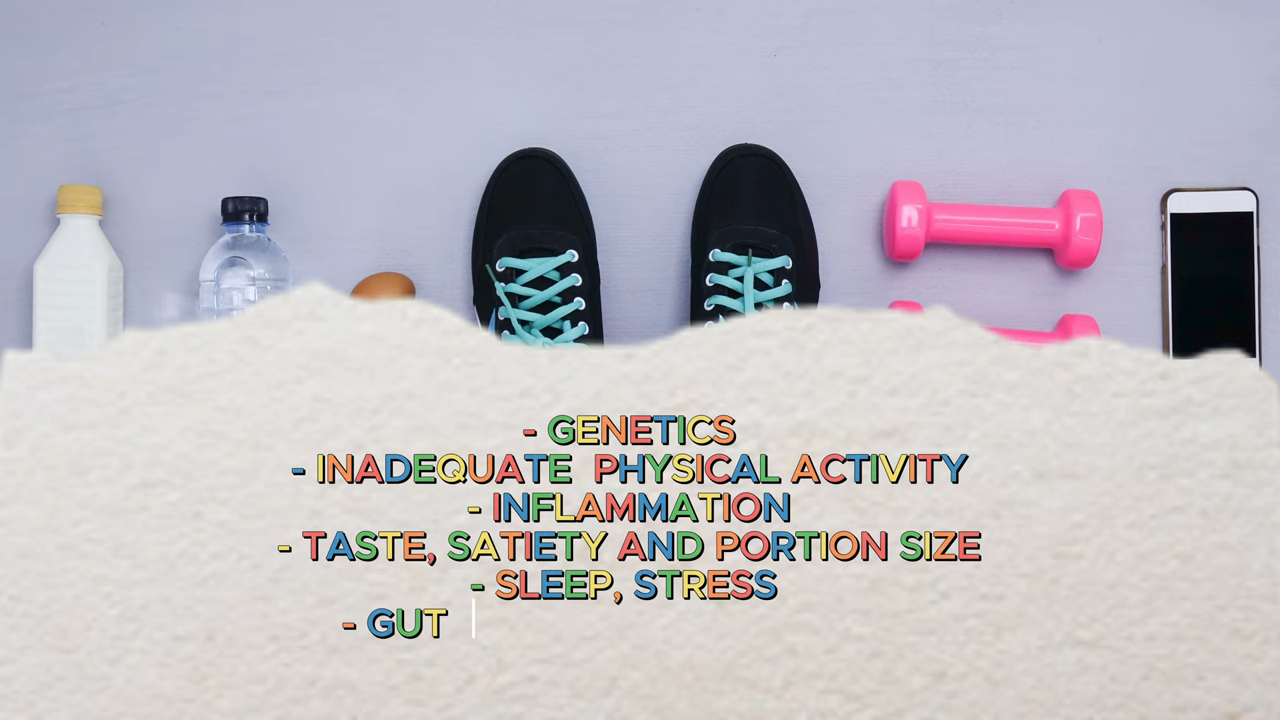 - GENETICS
- INADEQUATE PHYSICAL ACTIVITY
- INFLAMMATION
- TASTE, SATIETY AND PORTION SIZE
- SLEEP, STRESS
- GUT